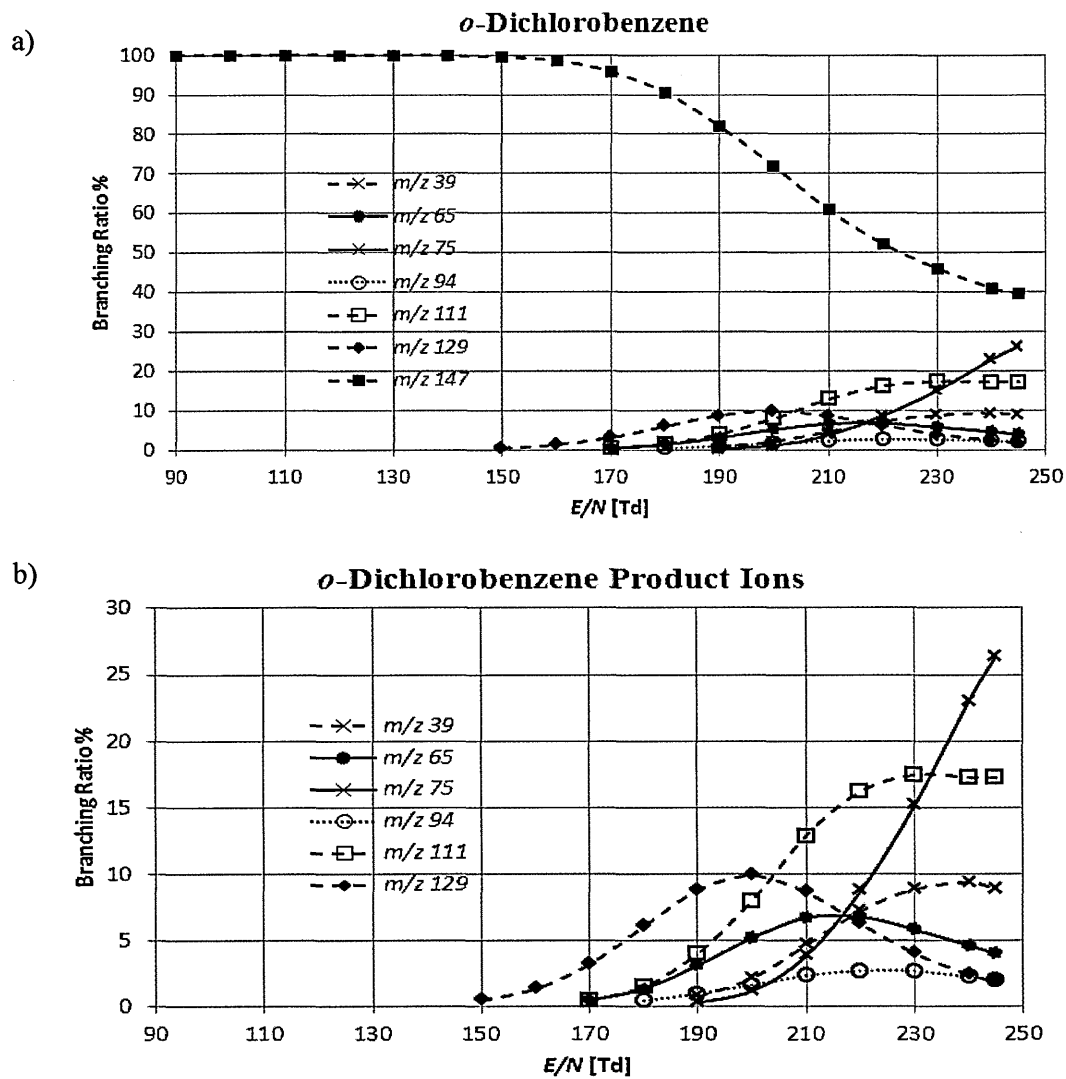 a)
o-Dichlorobenzene
100
90
80
70
60
50
40
30
20
10
0
Branching Ratio%
m/z 39
m/z 65
m/z 75
m/z 94
m/z 111
m/z 129
m/z 147
90 110 130 150 170 190 210 230 250
E/N [Td]
b)
o-Dichlorobenzene Product Ions
30
25
20
15
10
5
0
Branching Ratio%
m/z 39
m/z 65
m/z 75
m/z 94
m/z 111
m/z 129
90 110 130 150 170 190 210 230 250
E/N [Td]